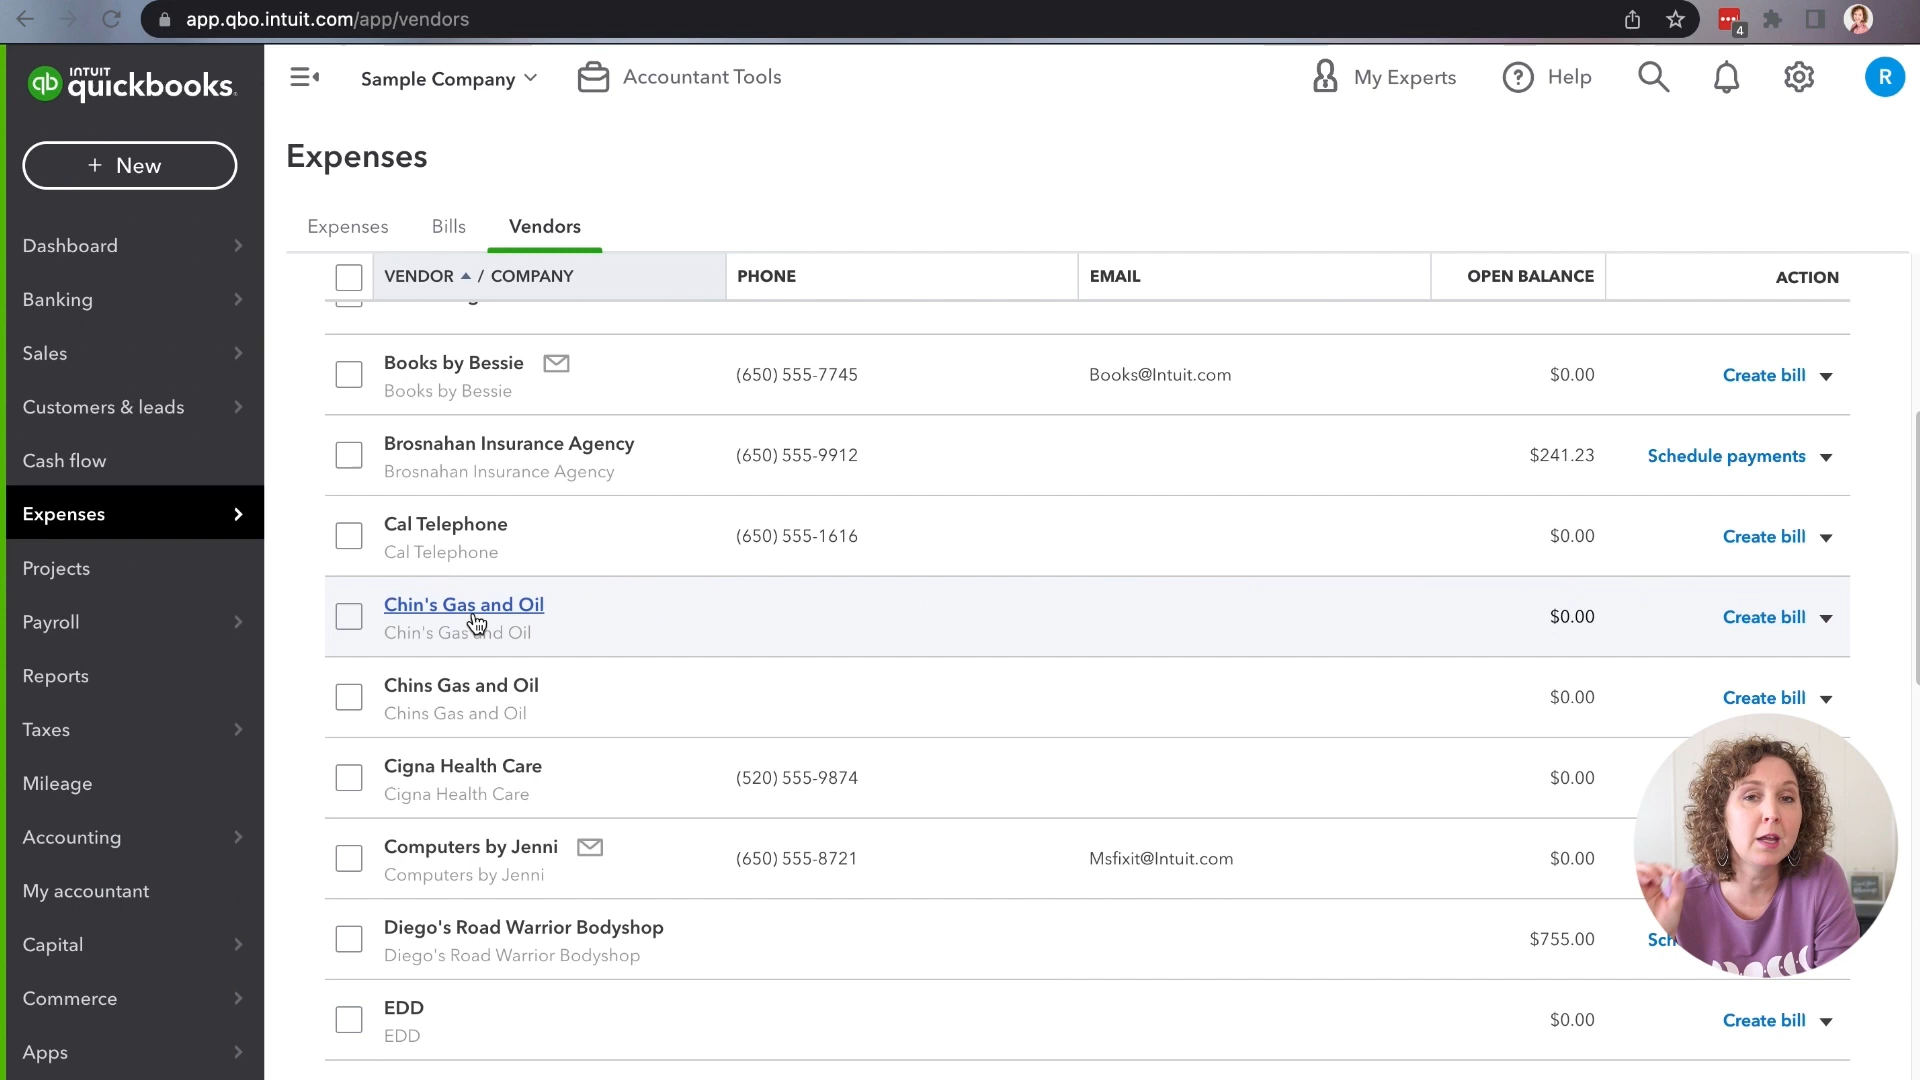 app.qbo.intuit.com/app/vendors
4
INTUIT
quickbooks.
Sample Company
Accountant Tools
My Experts
Help
R
+ New
Dashboard
Banking
Sales
Customers & leads
Cash flow
Expenses
Projects
Payroll
Reports
Taxes
Mileage
Accounting
My accountant
Capital
Commerce
Apps
Expenses
Expenses Bills Vendors
VENDOR / COMPANY PHONE EMAIL OPEN BALANCE ACTION
Books by Bessie
Books by Bessie
(650) 555-7745 Books@Intuit.com $0.00 Create bill
Brosnahan Insurance Agency
Brosnahan Insurance Agency
(650) 555-9912 $241.23 Schedule payments
Cal Telephone
Cal Telephone
(650) 555-1616 $0.00 Create bill
Chin's Gas and Oil
Chin's Gas and Oil
$0.00 Create bill
Chins Gas and Oil
Chins Gas and Oil
$0.00 Create bill
Cigna Health Care
Cigna Health Care
(520) 555-9874 $0.00
Computers by Jenni
Computers by Jenni
(650) 555-8721 Msfixit@Intuit.com $0.00
Diego's Road Warrior Bodyshop
Diego's Road Warrior Bodyshop
$755.00 Sch
EDD
EDD
$0.00 Create bill